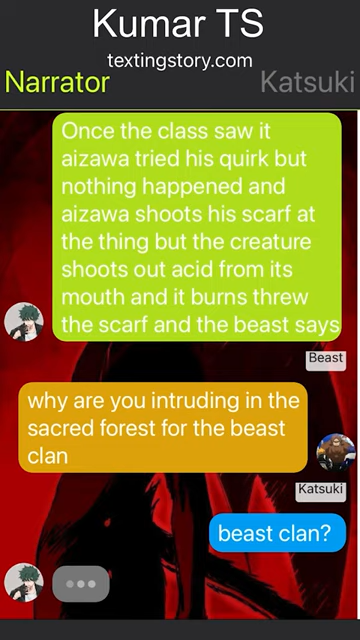 Kumar TS
textingstory.com
Narrator
Katsuki
Once the class saw it
aizawa tried his quirk but
nothing happened and
aizawa shoots his scarf at
the thing but the creature
shoots out acid from its
mouth and it burns threw
the scarf and the beast says
Beast
why are you intruding in the
sacred forest for the beast
clan
Katsuki
beast clan?